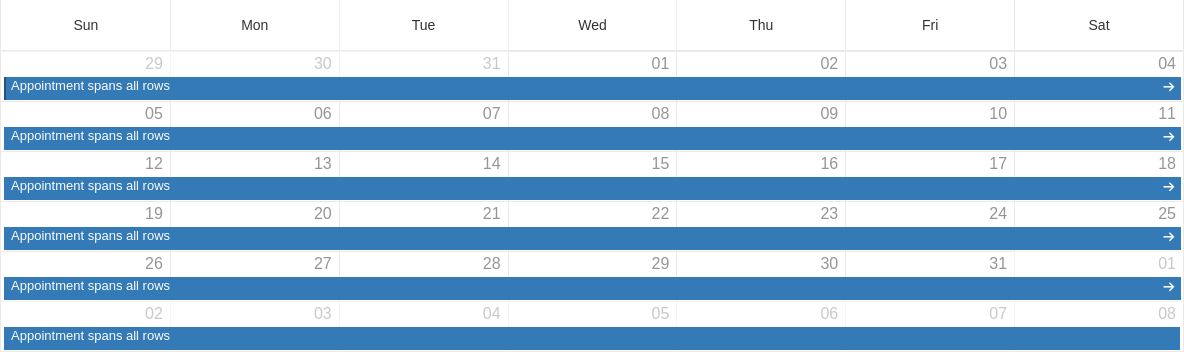 Sun Mon Tue Wed Thu Fri Sat
29 30 31 01 02 03 04
Appointment spans all rows
05 06 07 08 09 10 11
Appointment spans all rows
12 13 14 15 16 17 18
Appointment spans all rows
19 20 21 22 23 24 25
Appointment spans all rows
26 27 28 29 30 31 01
Appointment spans all rows
02 03 04 05 06 07 08
Appointment spans all rows